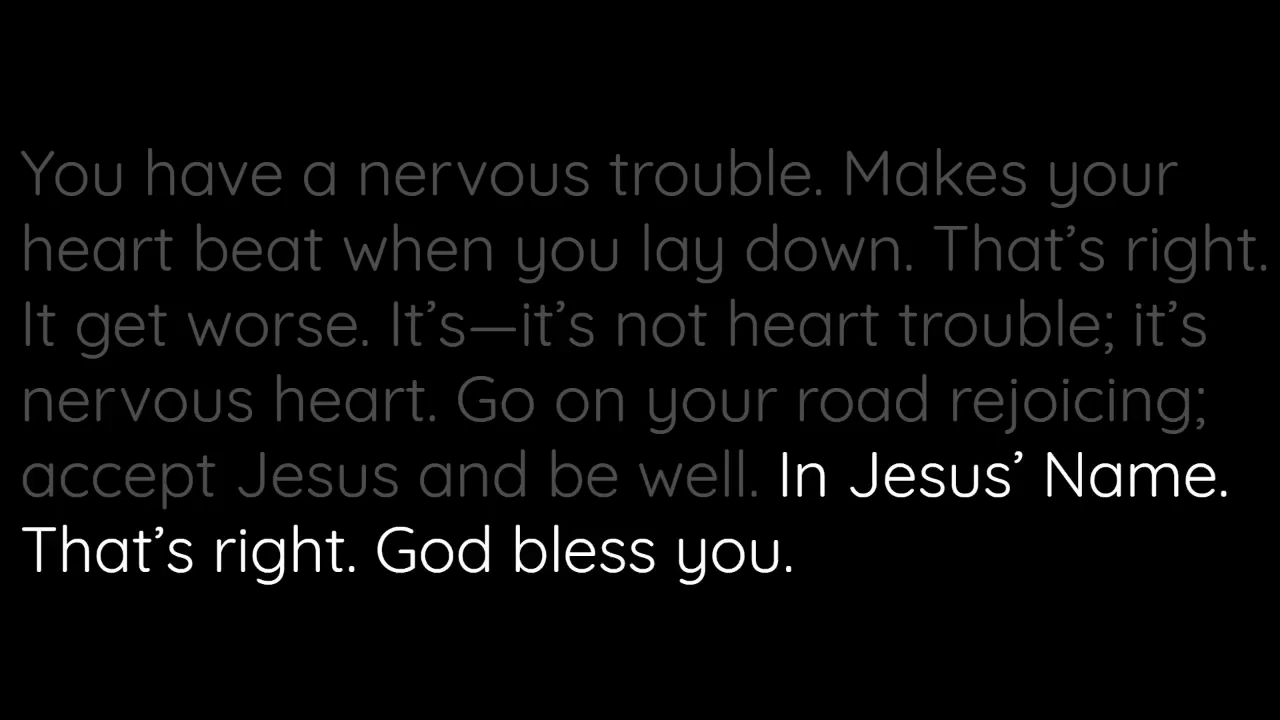 You have a nervous trouble. Makes your
heart beat when you lay down. That’s right.
It get worse. It’s—it’s not heart trouble; it’s
nervous heart. Go on your road rejoicing;
accept Jesus and be well. In Jesus’ Name.
That’s right. God bless you.